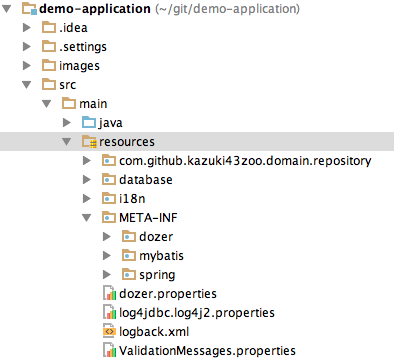 demo-application (~/git/demo-application)
.idea
.settings
images
src
main
java
resources
com.github.kazuki43zoo.domain.repository
database
i18n
META-INF
dozer
mybatis
spring
dozer.properties
log4jdbc.log4j2.properties
logback.xml
ValidationMessages.properties